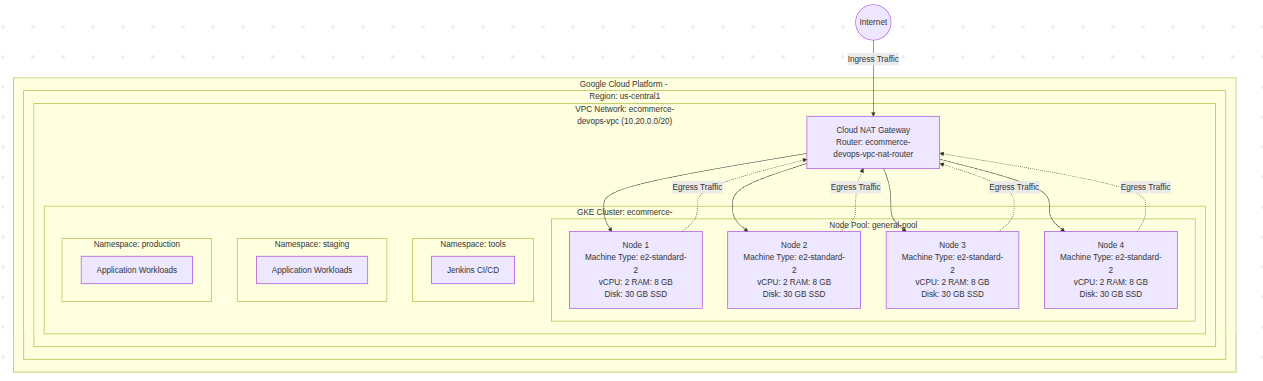 Internet
Ingress Traffic
Google Cloud Platform -
Region: us-central1
VPC Network: ecommerce-
devops-vpc (10.20.0.0/20)
Cloud NAT Gateway
Router: ecommerce-
devops-vpc-nat-router
Egress Traffic
Egress Traffic
Egress Traffic
Egress Traffic
GKE Cluster: ecommerce-
Node Pool: general-pool
Namespace: production
Application Workloads
Namespace: staging
Application Workloads
Namespace: tools
Jenkins CI/CD
Node 1
Machine Type: e2-standard-
2
vCPU: 2 RAM: 8 GB
Disk: 30 GB SSD
Node 2
Machine Type: e2-standard-
2
vCPU: 2 RAM: 8 GB
Disk: 30 GB SSD
Node 3
Machine Type: e2-standard-
2
vCPU: 2 RAM: 8 GB
Disk: 30 GB SSD
Node 4
Machine Type: e2-standard-
2
vCPU: 2 RAM: 8 GB
Disk: 30 GB SSD